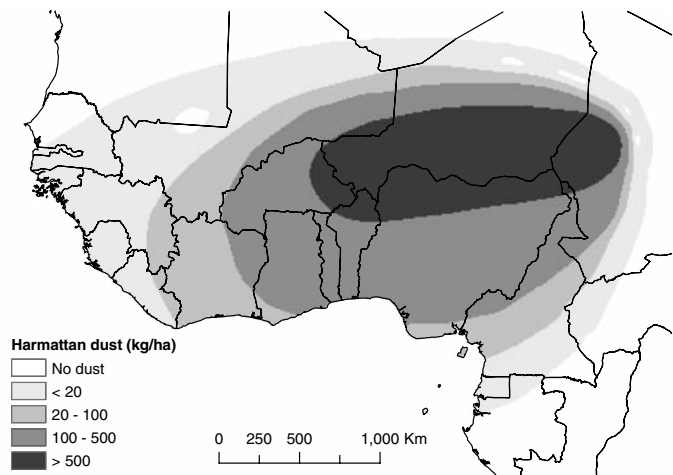 Harmattan dust (kg/ha)
No dust
< 20
20 - 100
100 - 500
> 500
0 250 500 1,000 Km